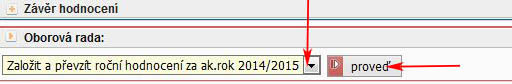 Závěr hodnocení
Oborová rada:
Založit a převzít roční hodnocení za ak.rok 2014/2015 proveď